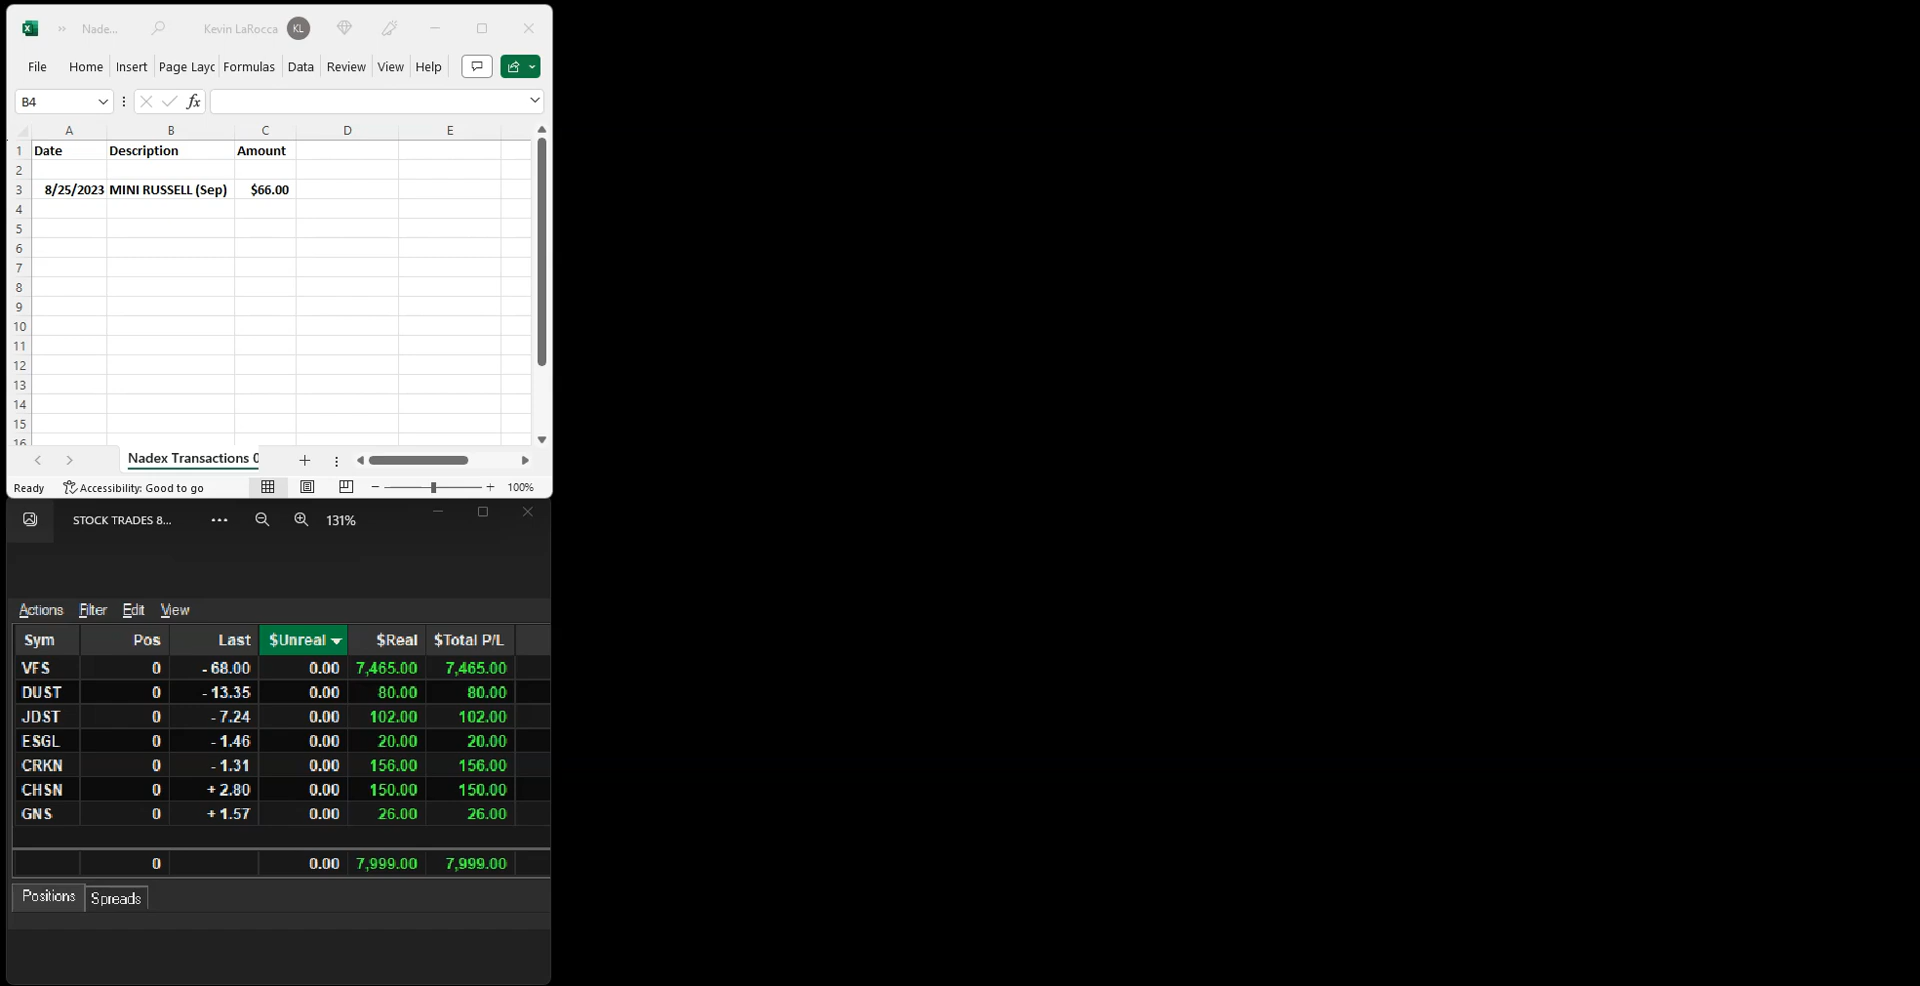 Nade... Kevin LaRocca KL
File Home Insert Page Layc Formulas Data Review View Help
B4 fx
A B C D E
1 Date Description Amount
2
3 8/25/2023 MINI RUSSELL (Sep) $66.00
4
5
6
7
8
9
10
11
12
13
14
15
16
Nadex Transactions 0
Ready Accessibility: Good to go 100%
STOCK TRADES 8... 131%
Actions Filter Edit View
Sym Pos Last $Unreal $Real $Total P/L
VFS 0 - 68.00 0.00 7,465.00 7,465.00
DUST 0 - 13.35 0.00 80.00 80.00
JDST 0 - 7.24 0.00 102.00 102.00
ESGL 0 - 1.46 0.00 20.00 20.00
CRKN 0 - 1.31 0.00 156.00 156.00
CHSN 0 + 2.80 0.00 150.00 150.00
GNS 0 + 1.57 0.00 26.00 26.00
0 0.00 7,999.00 7,999.00
Positions Spreads